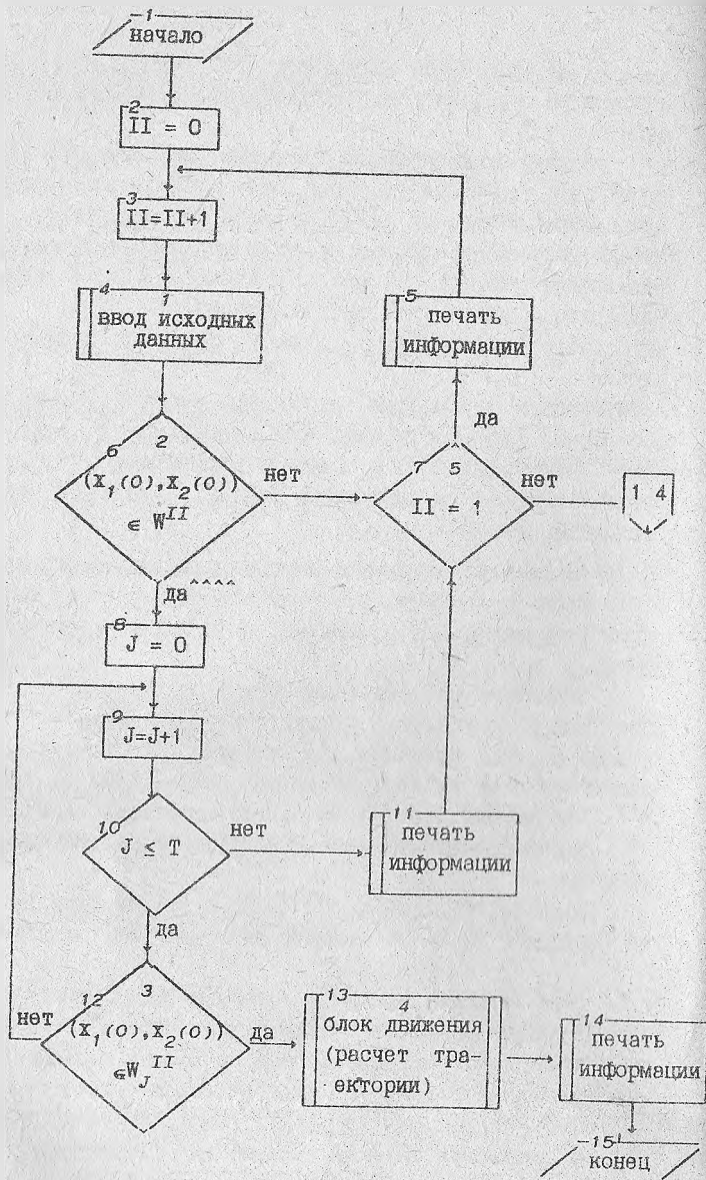 1
начало
2
II = 0
3
II=II+1
4
1
ввод исходных
данных
5
печать
информации
да
6
2
(X₁(0),X₂(0))
∈ W^II
нет
7 5
II = 1
нет
1 4
да ^^^^
8
J = 0
9
J=J+1
10
J ≤ T
нет
11
печать
информации
да
12
3
нет
(X₁(0),X₂(0))
∈W_J^II
да
13
4
блок движения
(расчет тра-
ектории)
14
печать
информации
15
конец